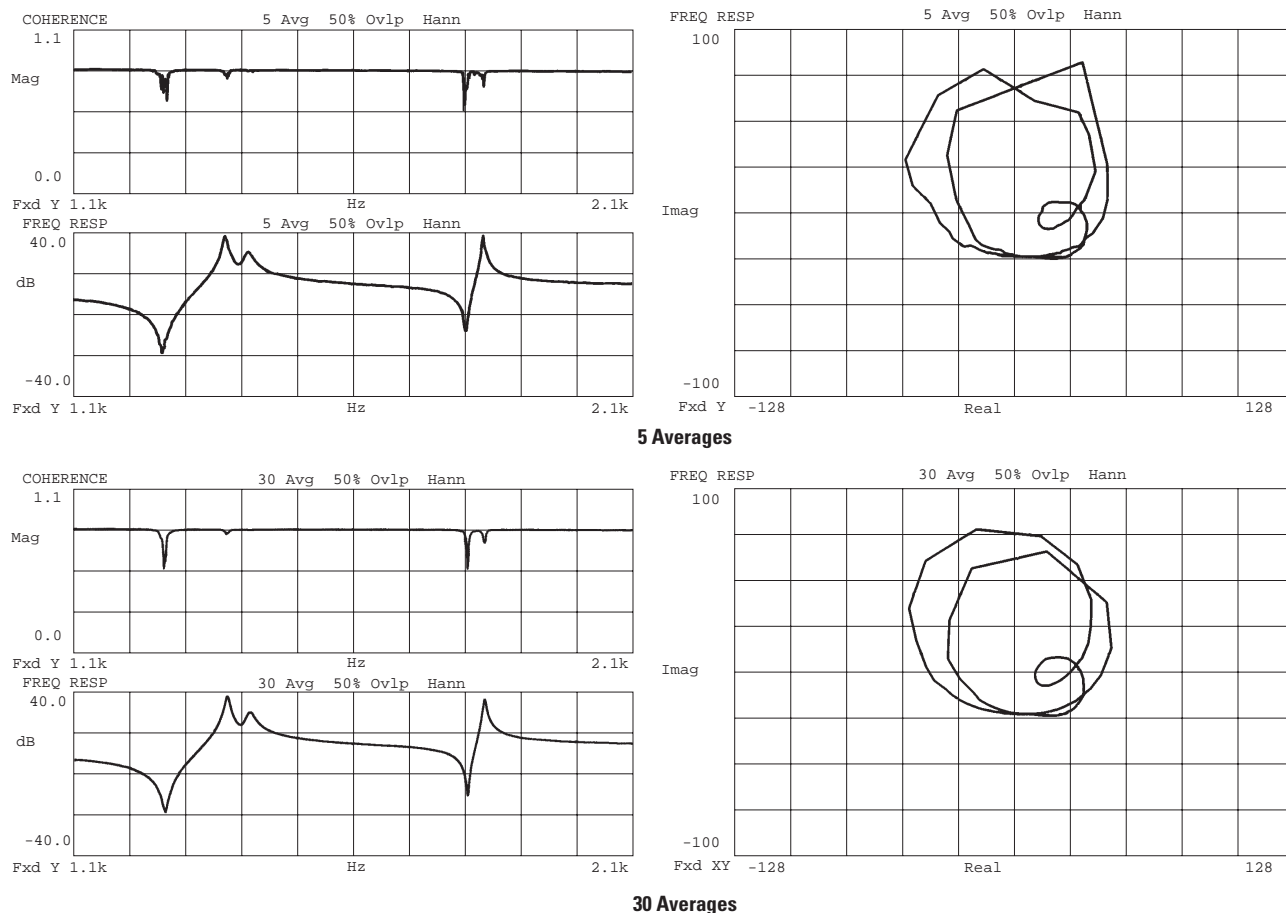 COHERENCE 5 Avg 50% Ovlp Hann
1.1
Mag
0.0
Fxd Y 1.1k Hz 2.1k
FREQ RESP 5 Avg 50% Ovlp Hann
40.0
dB
-40.0
Fxd Y 1.1k Hz 2.1k
FREQ RESP 5 Avg 50% Ovlp Hann
100
Imag
-100
Fxd Y -128 Real 128
5 Averages
COHERENCE 30 Avg 50% Ovlp Hann
1.1
Mag
0.0
Fxd Y 1.1k Hz 2.1k
FREQ RESP 30 Avg 50% Ovlp Hann
40.0
dB
-40.0
Fxd Y 1.1k Hz 2.1k
FREQ RESP 30 Avg 50% Ovlp Hann
100
Imag
-100
Fxd XY -128 Real 128
30 Averages